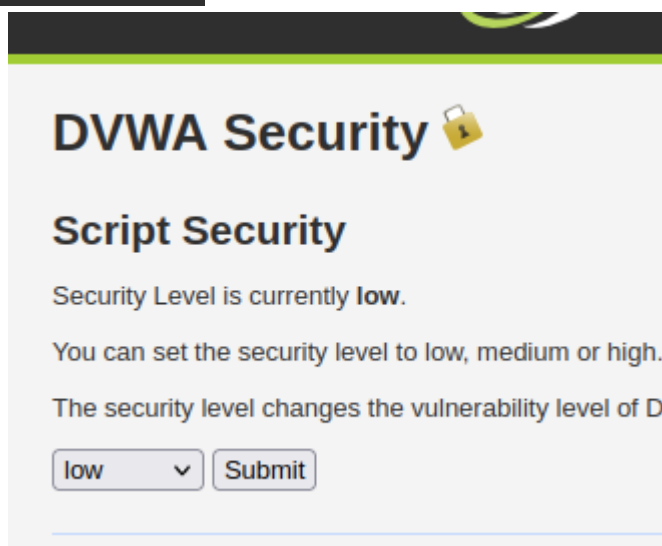 DVWA Security
Script Security
Security Level is currently low.
You can set the security level to low, medium or high.
The security level changes the vulnerability level of D
low Submit